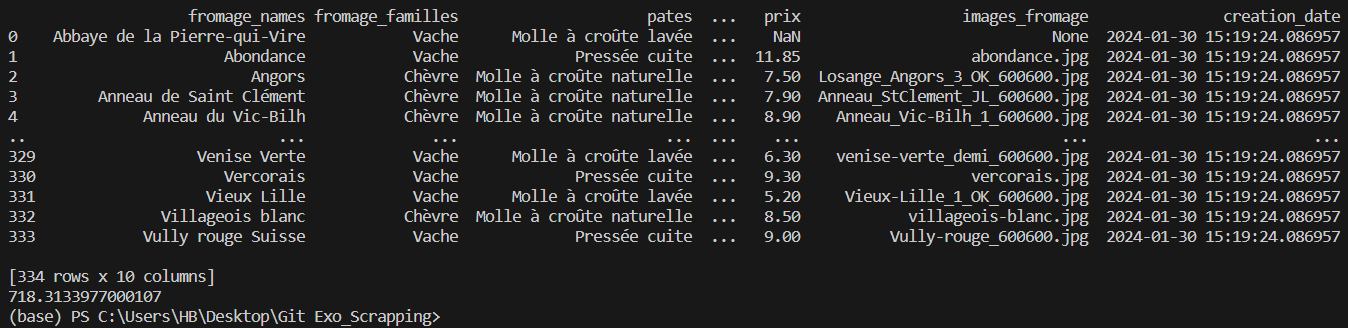 fromage_names fromage_familles pates ... prix images_fromage creation_date
0 Abbaye de la Pierre-qui-Vire Vache Molle à croûte lavée ... NaN None 2024-01-30 15:19:24.086957
1 Abondance Vache Pressée cuite ... 11.85 abondance.jpg 2024-01-30 15:19:24.086957
2 Angors Chèvre Molle à croûte naturelle ... 7.50 Losange_Angors_3_OK_600600.jpg 2024-01-30 15:19:24.086957
3 Anneau de Saint Clément Chèvre Molle à croûte naturelle ... 7.90 Anneau_StClement_JL_600600.jpg 2024-01-30 15:19:24.086957
4 Anneau du Vic-Bilh Chèvre Molle à croûte naturelle ... 8.90 Anneau_Vic-Bilh_1_600600.jpg 2024-01-30 15:19:24.086957
.. ... ... ... ... ... ... ...
329 Venise Verte Vache Molle à croûte lavée ... 6.30 venise-verte_demi_600600.jpg 2024-01-30 15:19:24.086957
330 Vercorais Vache Pressée cuite ... 9.30 vercorais.jpg 2024-01-30 15:19:24.086957
331 Vieux Lille Vache Molle à croûte lavée ... 5.20 Vieux-Lille_1_OK_600600.jpg 2024-01-30 15:19:24.086957
332 Villageois blanc Chèvre Molle à croûte naturelle ... 8.50 villageois-blanc.jpg 2024-01-30 15:19:24.086957
333 Vully rouge Suisse Vache Pressée cuite ... 9.00 Vully-rouge_600600.jpg 2024-01-30 15:19:24.086957
[334 rows x 10 columns]
718.3133977000107
(base) PS C:\Users\HB\Desktop\Git Exo_Scrapping>